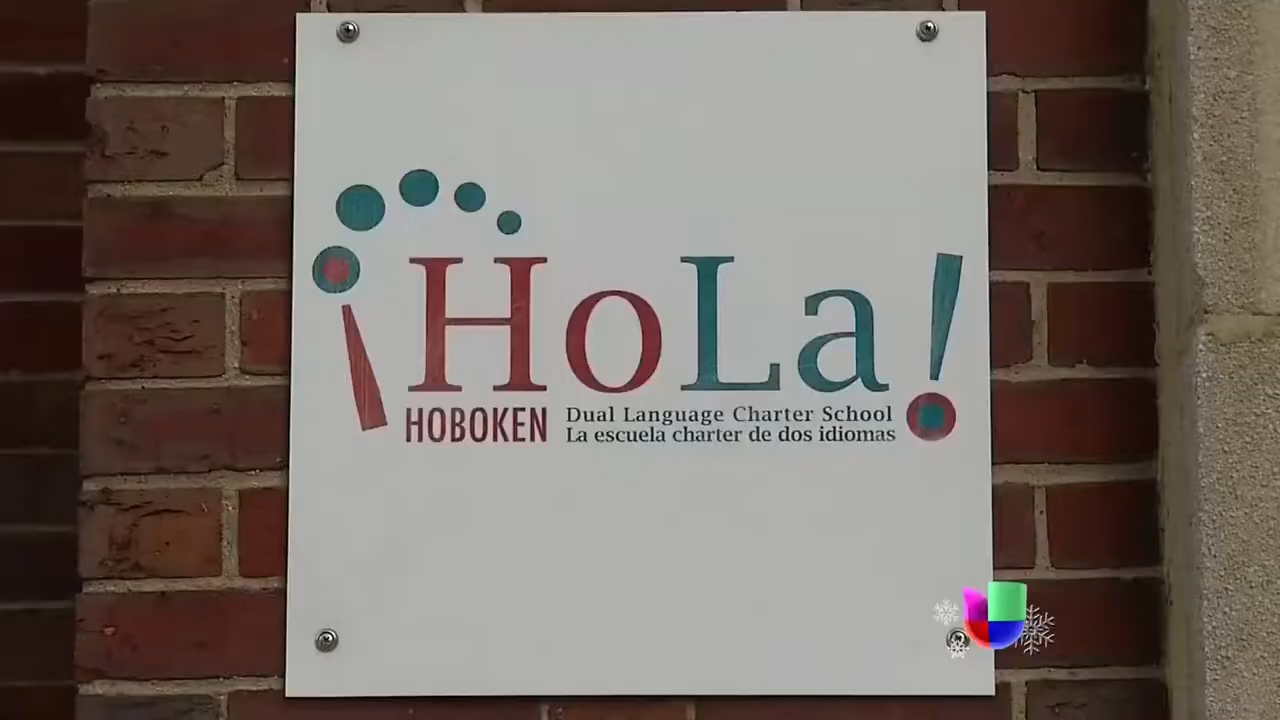 ¡HoLa!
HOBOKEN
Dual Language Charter School
La escuela charter de dos idiomas